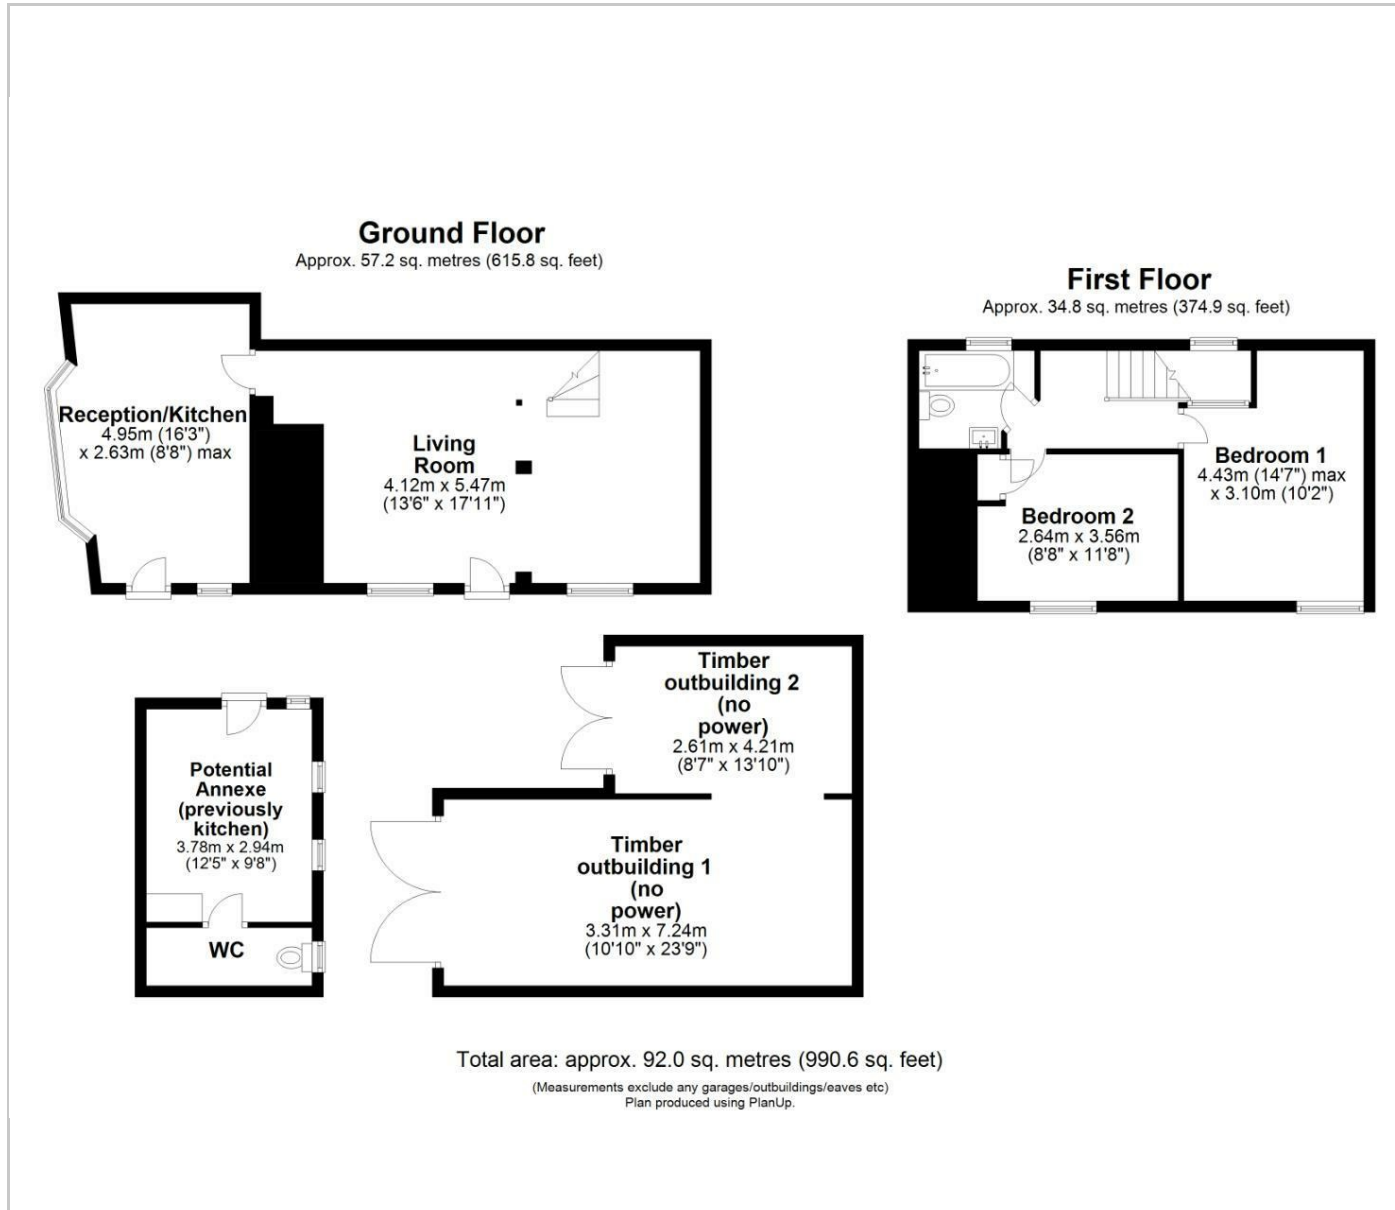 Ground Floor
Approx. 57.2 sq. metres (615.8 sq. feet)
First Floor
Approx. 34.8 sq. metres (374.9 sq. feet)
Reception/Kitchen
4.95m (16'3")
x 2.63m (8'8") max
Living
Room
4.12m x 5.47m
(13'6" x 17'11")
Bedroom 1
4.43m (14'7") max
x 3.10m (10'2")
Bedroom 2
2.64m x 3.56m
(8'8" x 11'8")
Timber
outbuilding 2
(no
power)
2.61m x 4.21m
(8'7" x 13'10")
Potential
Annexe
(previously
kitchen)
3.78m x 2.94m
(12'5" x 9'8")
WC
Timber
outbuilding 1
(no
power)
3.31m x 7.24m
(10'10" x 23'9")
Total area: approx. 92.0 sq. metres (990.6 sq. feet)
(Measurements exclude any garages/outbuildings/eaves etc)
Plan produced using PlanUp.